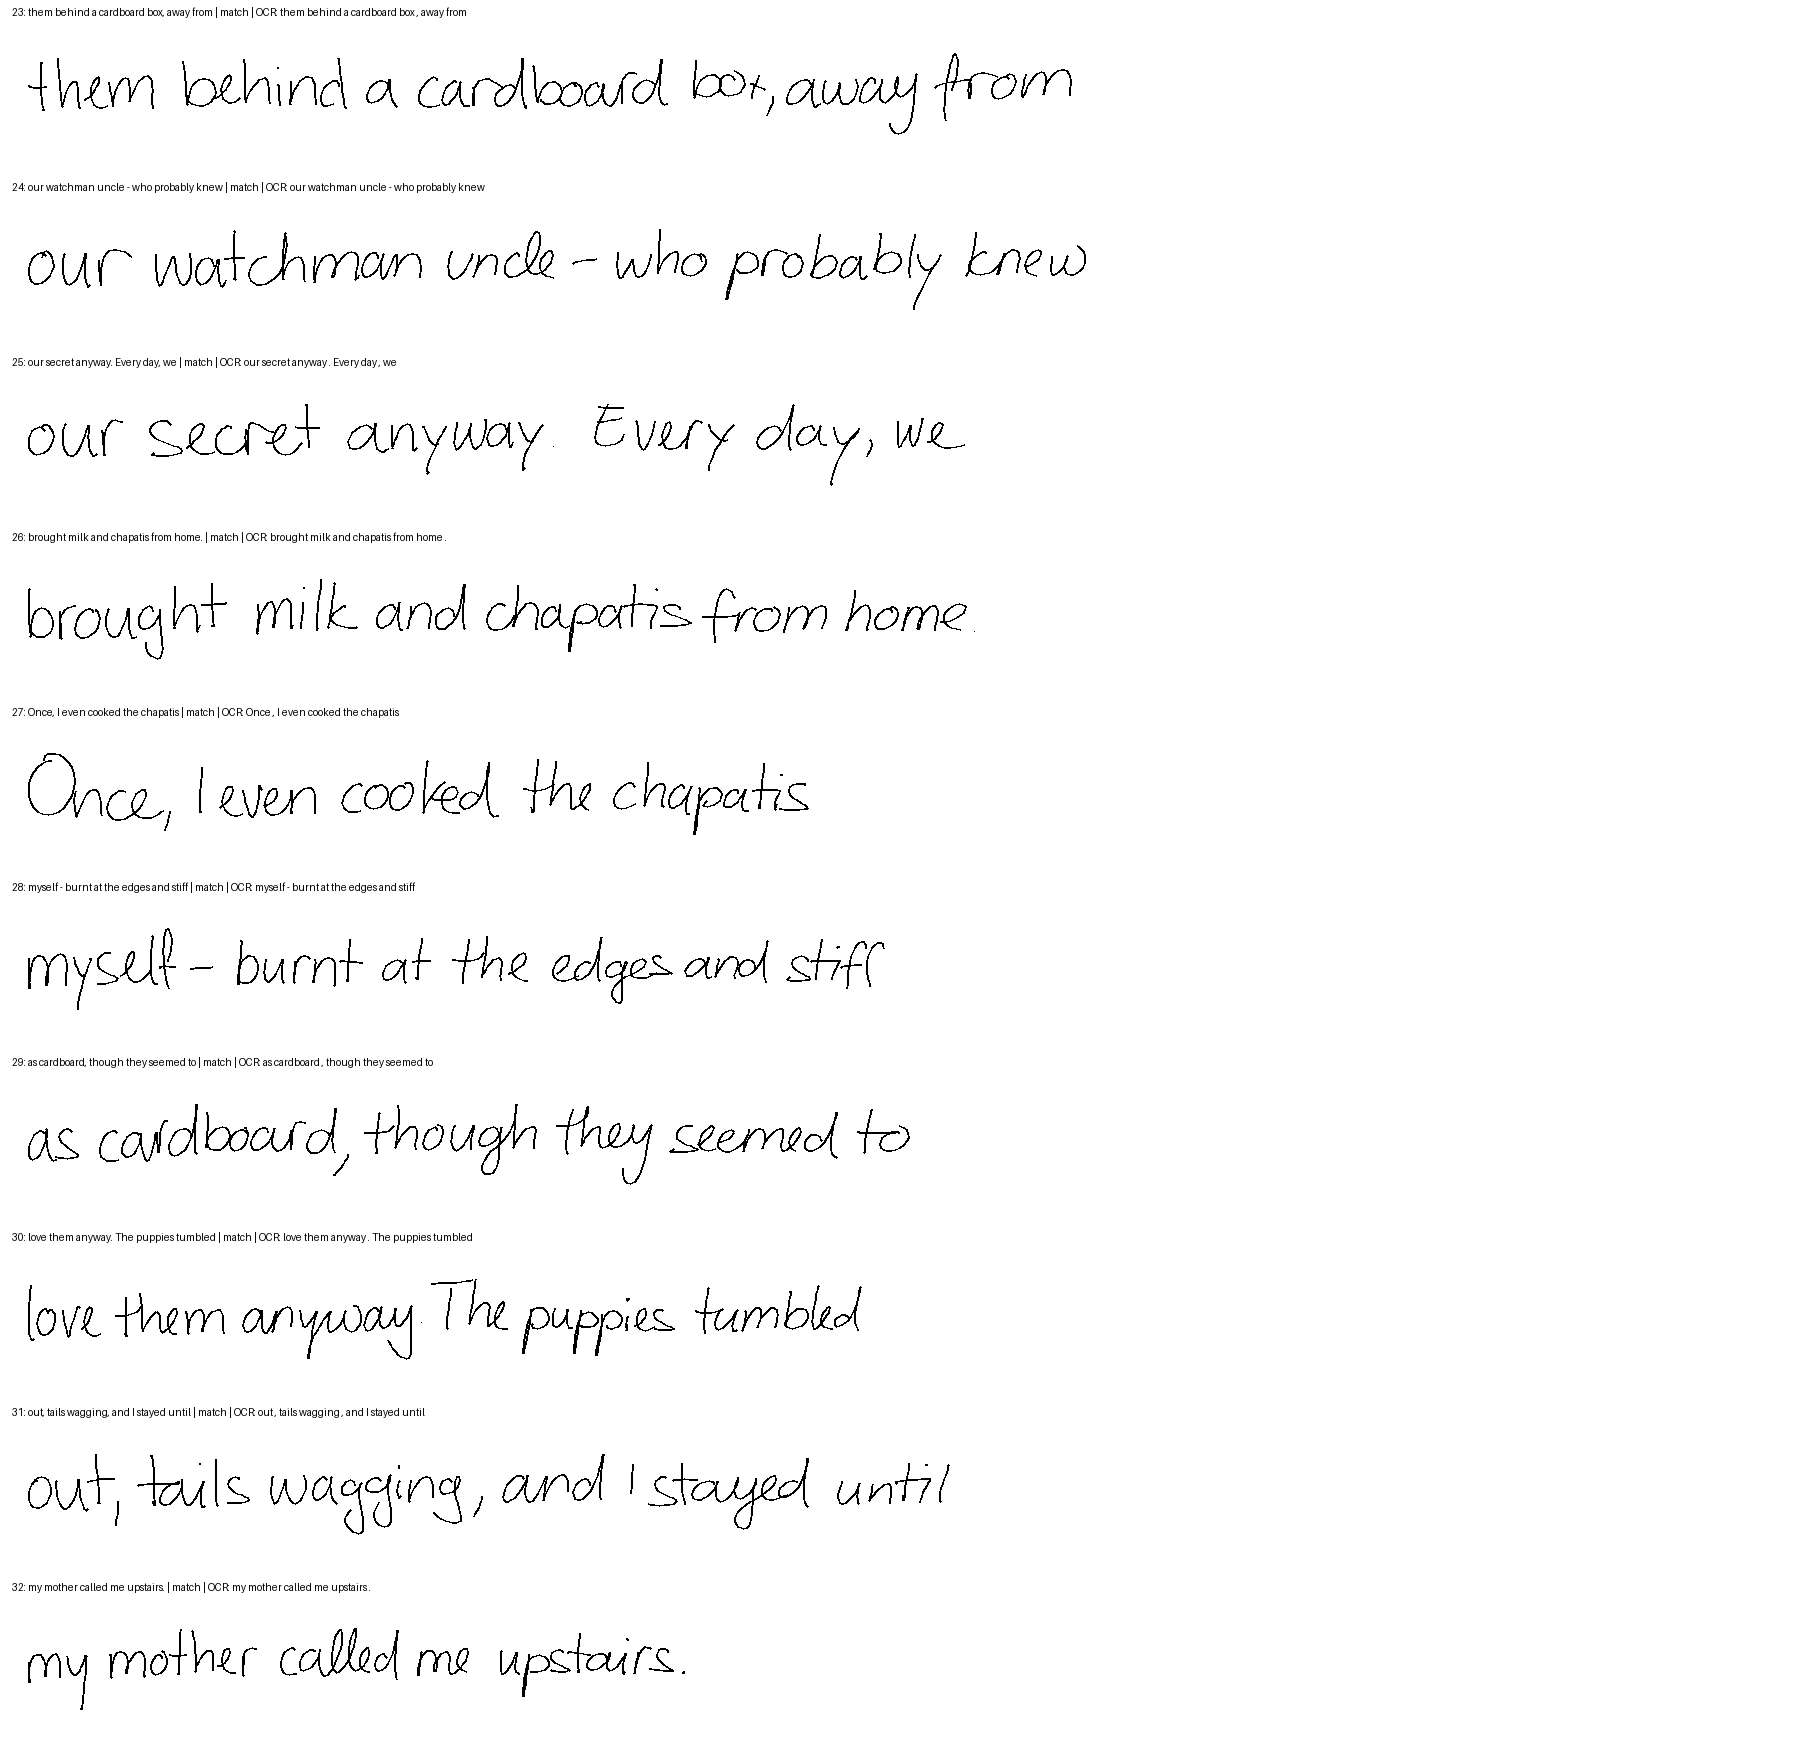 23: them behind a cardboard box, away from | match | OCR: them behind a cardboard box , away from
them behind a cardboard box, away from
24: our watchman uncle - who probably knew | match | OCR: our watchman uncle - who probably knew
our watchman uncle - who probably knew
25: our secret anyway. Every day, we | match | OCR: our secret anyway . Every day , we
our secret anyway. Every day, we
26: brought milk and chapatis from home. | match | OCR: brought milk and chapatis from home .
brought milk and chapatis from home.
27: Once, I even cooked the chapatis | match | OCR: Once , I even cooked the chapatis
Once, I even cooked the chapatis
28: myself - burnt at the edges and stiff | match | OCR: myself - burnt at the edges and stiff
myself - burnt at the edges and stiff
29: as cardboard, though they seemed to | match | OCR: as cardboard , though they seemed to
as cardboard, though they seemed to
30: love them anyway. The puppies tumbled | match | OCR: love them anyway . The puppies tumbled
love them anyway. The puppies tumbled
31: out, tails wagging, and I stayed until | match | OCR: out , tails wagging , and I stayed until
out, tails wagging, and I stayed until
32: my mother called me upstairs. | match | OCR: my mother called me upstairs .
my mother called me upstairs.